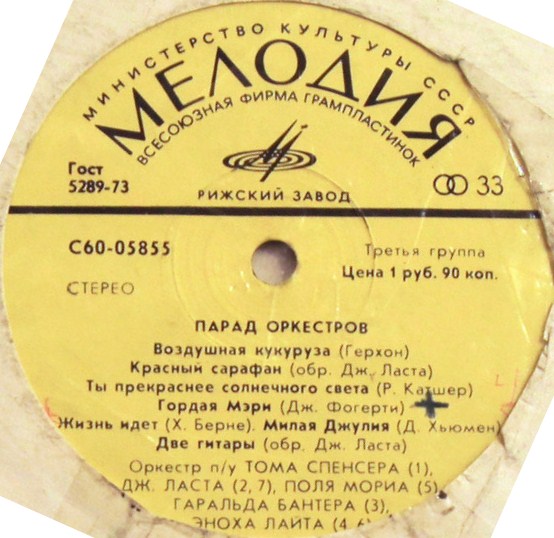 МИНИСТЕРСТВО КУЛЬТУРЫ СССР
МЕЛОДИЯ
ВСЕСОЮЗНАЯ ФИРМА ГРАМПЛАСТИНОК
Гост
5289-73
РИЖСКИЙ ЗАВОД
33
С60-05855
Третья группа
Цена 1 руб. 90 коп.
СТЕРЕО
ПАРАД ОРКЕСТРОВ
Воздушная кукуруза (Герхон)
Красный сарафан (обр. Дж. Ласта)
Ты прекраснее солнечного света (Р. Катшер)
Гордая Мэри (Дж. Фогерти)
Жизнь идет (Х. Берне). Милая Джулия (Д. Хьюмен)
Две гитары (обр. Дж. Ласта)
Оркестр п/у ТОМА СПЕНСЕРА (1),
ДЖ. ЛАСТА (2, 7), ПОЛЯ МОРИА (5),
ГАРАЛЬДА БАНТЕРА (3),
ЭНОХА ЛАЙТА (4, 6)